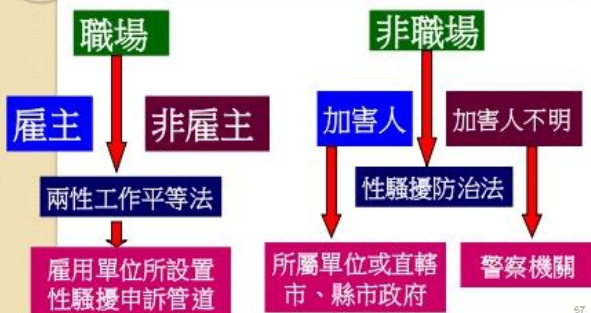 職場
非職場
雇主
非雇主
加害人
加害人不明
兩性工作平等法
性騷擾防治法
雇用單位所設置
性騷擾申訴管道
所屬單位或直轄
市、縣市政府
警察機關
57